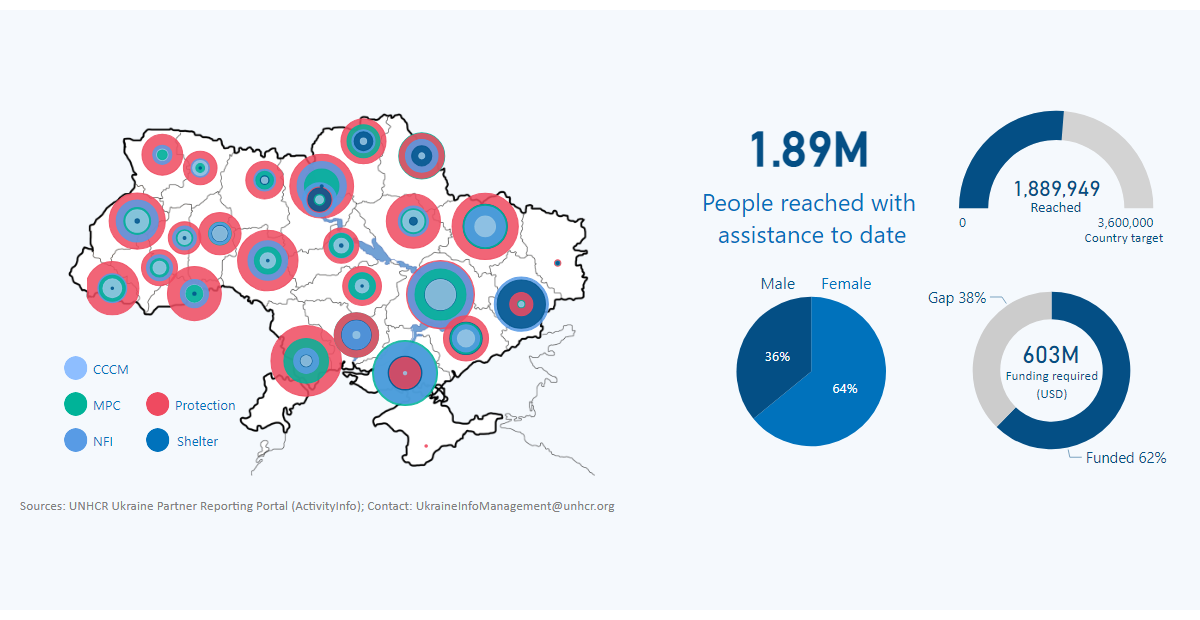 1.89M
People reached with
assistance to date
1,889,949
Reached
0
3,600,000
Country target
Male
Female
36%
64%
Gap 38%
603M
Funding required
(USD)
Funded 62%
CCCM
MPC
Protection
NFI
Shelter
Sources: UNHCR Ukraine Partner Reporting Portal (ActivityInfo); Contact: UkraineInfoManagement@unhcr.org